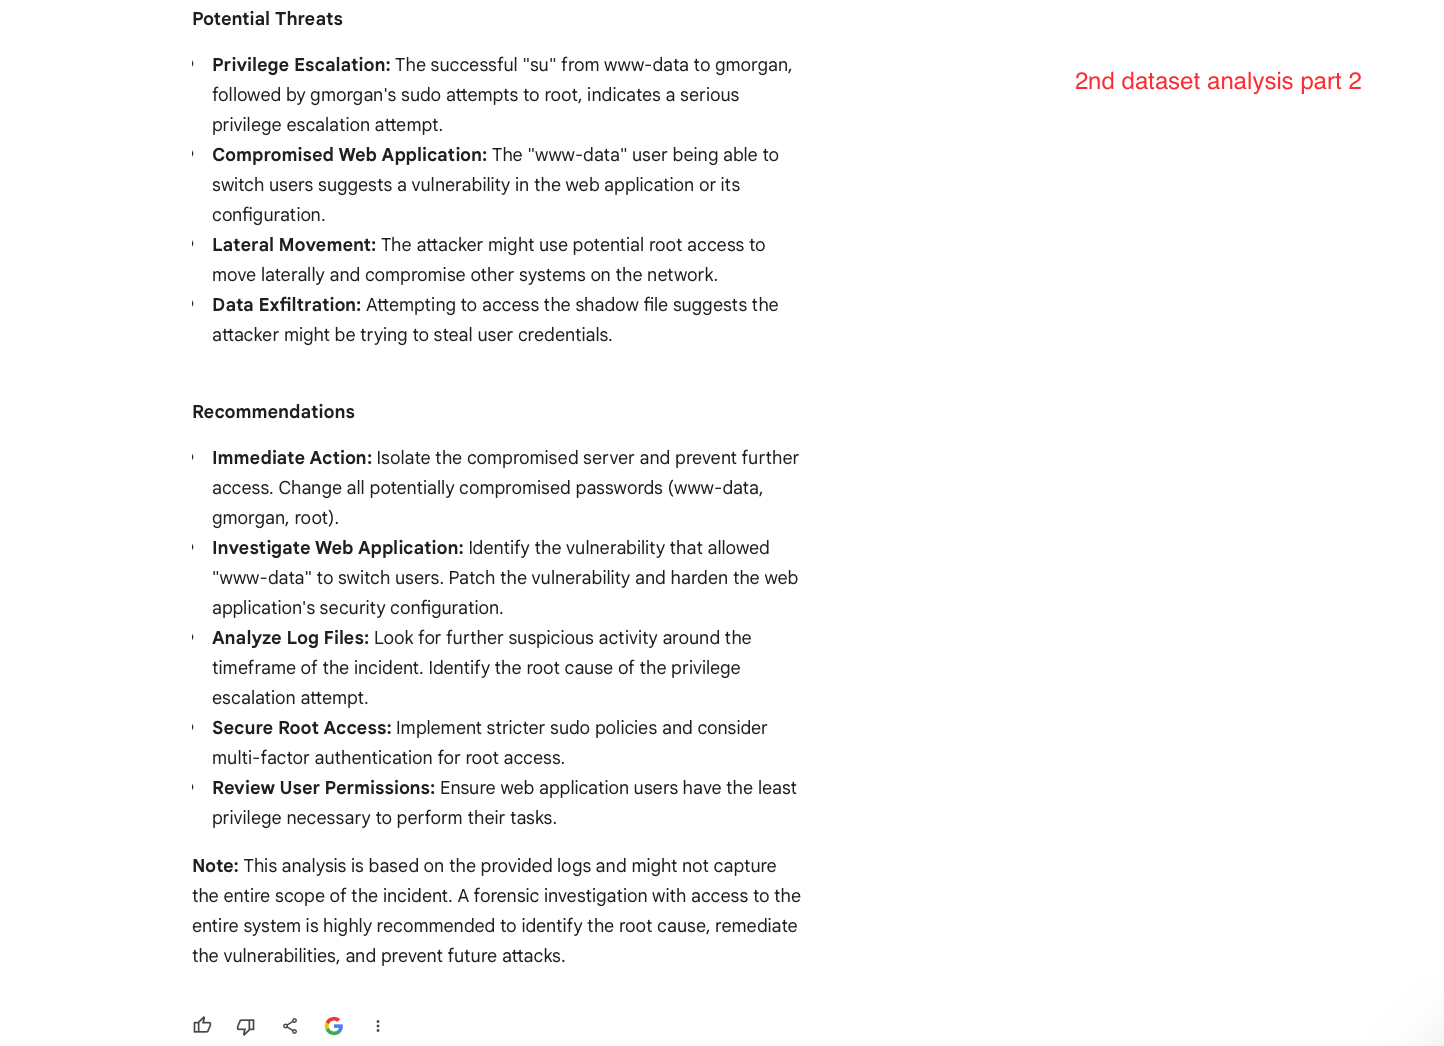 Potential Threats
2nd dataset analysis part 2
Privilege Escalation: The successful "su" from www-data to gmorgan,
followed by gmorgan's sudo attempts to root, indicates a serious
privilege escalation attempt.
Compromised Web Application: The "www-data" user being able to
switch users suggests a vulnerability in the web application or its
configuration.
Lateral Movement: The attacker might use potential root access to
move laterally and compromise other systems on the network.
Data Exfiltration: Attempting to access the shadow file suggests the
attacker might be trying to steal user credentials.
Recommendations
Immediate Action: Isolate the compromised server and prevent further
access. Change all potentially compromised passwords (www-data,
gmorgan, root).
Investigate Web Application: Identify the vulnerability that allowed
"www-data" to switch users. Patch the vulnerability and harden the web
application's security configuration.
Analyze Log Files: Look for further suspicious activity around the
timeframe of the incident. Identify the root cause of the privilege
escalation attempt.
Secure Root Access: Implement stricter sudo policies and consider
multi-factor authentication for root access.
Review User Permissions: Ensure web application users have the least
privilege necessary to perform their tasks.
Note: This analysis is based on the provided logs and might not capture
the entire scope of the incident. A forensic investigation with access to the
entire system is highly recommended to identify the root cause, remediate
the vulnerabilities, and prevent future attacks.